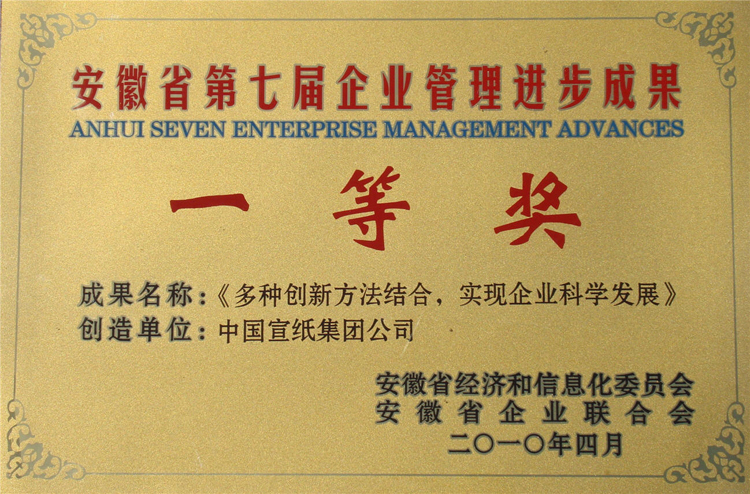 安徽省第七届企业管理进步成果
ANHUI SEVEN ENTERPRISE MANAGEMENT ADVANCES
一等奖
成果名称：《多种创新方法结合，实现企业科学发展》
创造单位：中国宣纸集团公司
安徽省经济和信息化委员会
安徽省企业联合会
二〇一〇年四月